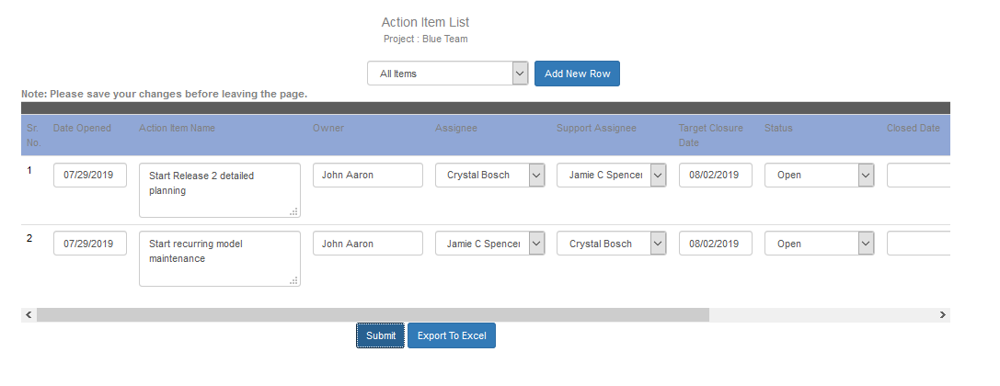 Action Item List
Project : Blue Team
All Items Add New Row
Note: Please save your changes before leaving the page.
Sr. No. Date Opened Action Item Name Owner Assignee Support Assignee Target Closure Date Status Closed Date
1 07/29/2019 Start Release 2 detailed planning John Aaron Crystal Bosch Jamie C Spencer 08/02/2019 Open
2 07/29/2019 Start recurring model maintenance John Aaron Jamie C Spencer Crystal Bosch 08/02/2019 Open
Submit Export To Excel